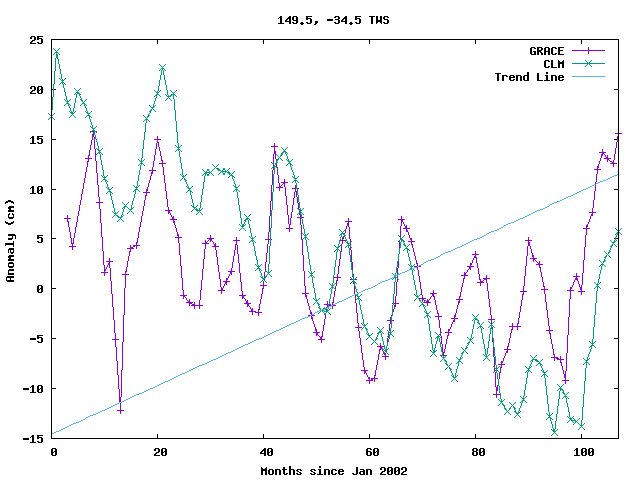 149.5, -34.5 TWS
GRACE
CLM
Trend Line
25
20
15
10
5
0
-5
-10
-15
Anomaly (cm)
0 20 40 60 80 100
Months since Jan 2002